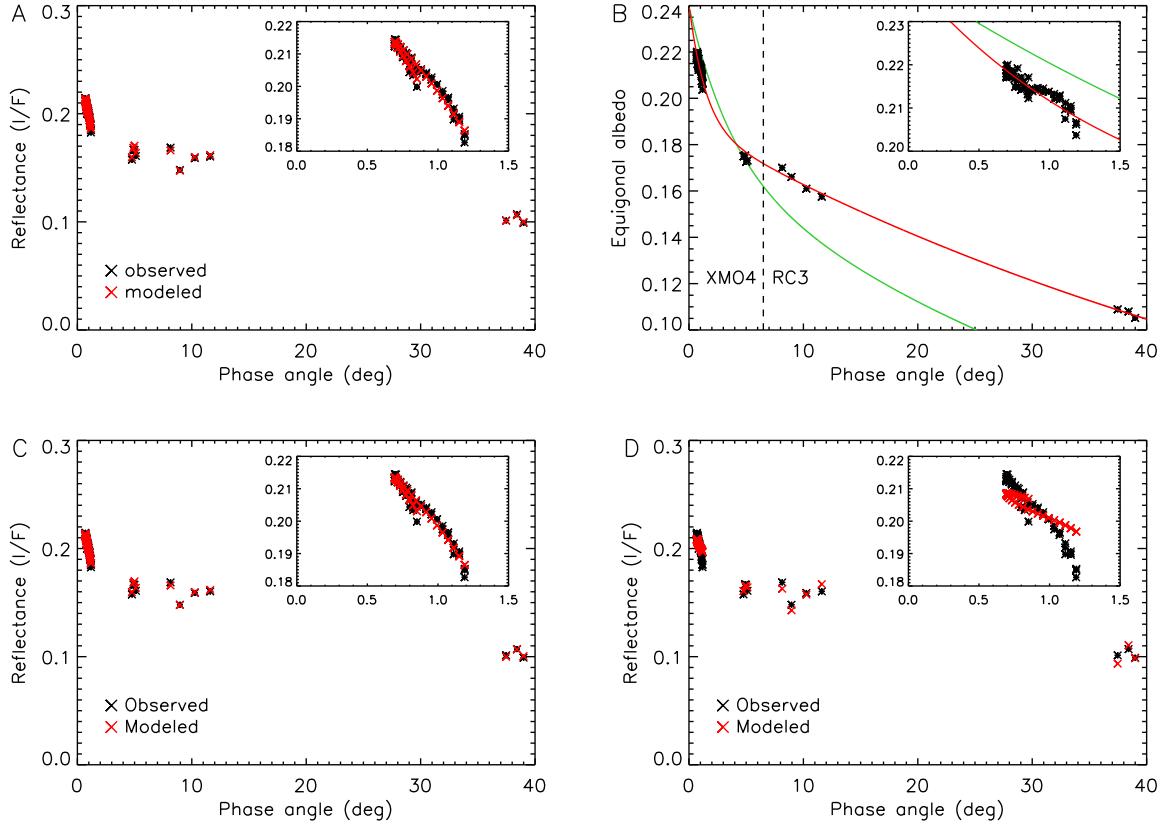 A
0.3
0.2
0.1
0.0
Reflectance (I/F)
0 10 20 30 40
Phase angle (deg)
observed
modeled
0.22
0.21
0.20
0.19
0.18
0.0 0.5 1.0 1.5
B
0.24
0.22
0.20
0.18
0.16
0.14
0.12
0.10
Equigonal albedo
0 10 20 30 40
Phase angle (deg)
XMO4 RC3
0.23
0.22
0.21
0.20
0.0 0.5 1.0 1.5
C
0.3
0.2
0.1
0.0
Reflectance (I/F)
0 10 20 30 40
Phase angle (deg)
Observed
Modeled
0.22
0.21
0.20
0.19
0.18
0.0 0.5 1.0 1.5
D
0.3
0.2
0.1
0.0
Reflectance (I/F)
0 10 20 30 40
Phase angle (deg)
Observed
Modeled
0.22
0.21
0.20
0.19
0.18
0.0 0.5 1.0 1.5